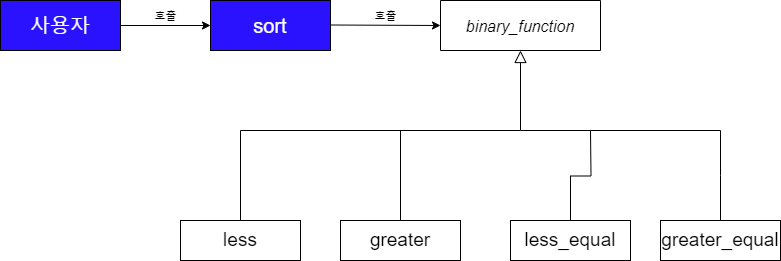 사용자
호출
sort
호출
binary_function
less
greater
less_equal
greater_equal